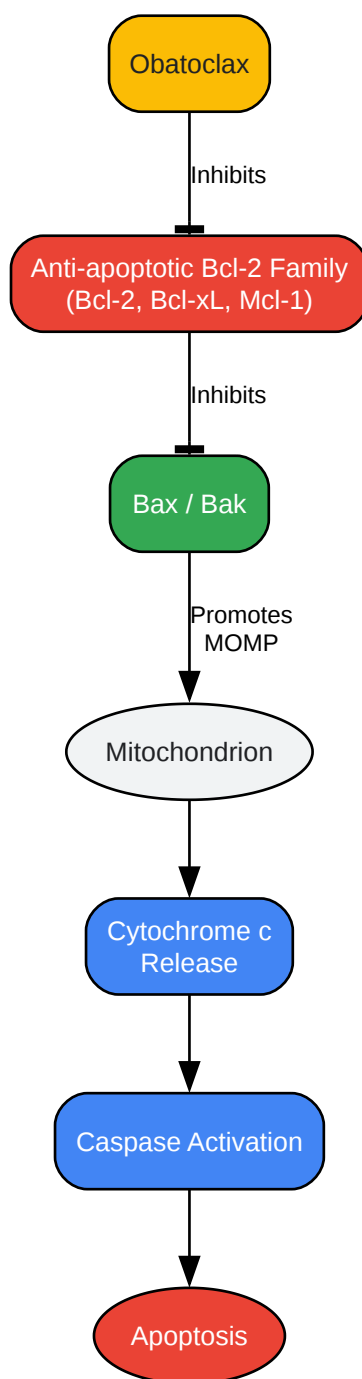 Obatoclax
Inhibits
Anti-apoptotic Bcl-2 Family
(Bcl-2, Bcl-xL, Mcl-1)
Inhibits
Bax / Bak
Promotes
MOMP
Mitochondrion
Cytochrome c
Release
Caspase Activation
Apoptosis